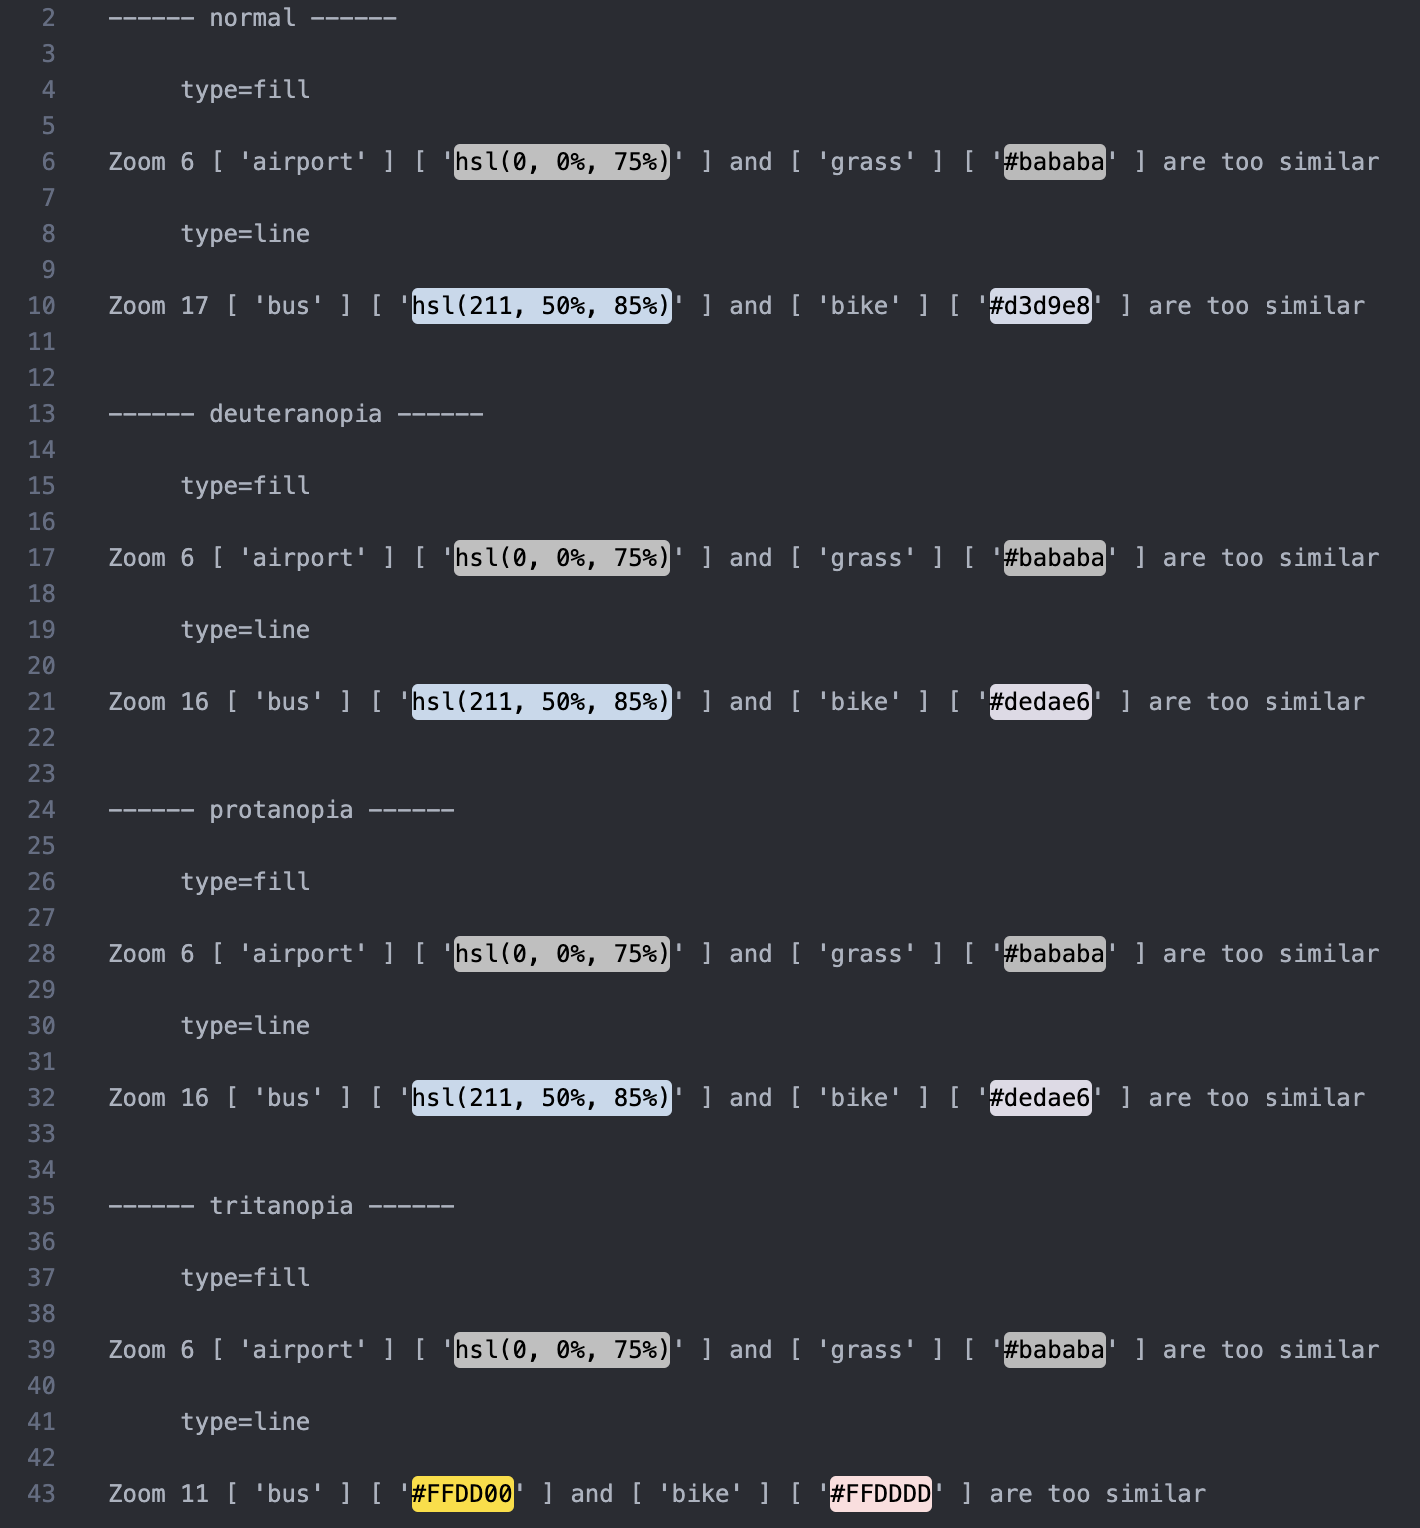 2 ------ normal ------
3
4 type=fill
5
6 Zoom 6 [ 'airport' ] [ 'hsl(0, 0%, 75%)' ] and [ 'grass' ] [ '#bababa' ] are too similar
7
8 type=line
9
10 Zoom 17 [ 'bus' ] [ 'hsl(211, 50%, 85%)' ] and [ 'bike' ] [ '#d3d9e8' ] are too similar
11
12
13 ------ deuteranopia ------
14
15 type=fill
16
17 Zoom 6 [ 'airport' ] [ 'hsl(0, 0%, 75%)' ] and [ 'grass' ] [ '#bababa' ] are too similar
18
19 type=line
20
21 Zoom 16 [ 'bus' ] [ 'hsl(211, 50%, 85%)' ] and [ 'bike' ] [ '#dedae6' ] are too similar
22
23
24 ------ protanopia ------
25
26 type=fill
27
28 Zoom 6 [ 'airport' ] [ 'hsl(0, 0%, 75%)' ] and [ 'grass' ] [ '#bababa' ] are too similar
29
30 type=line
31
32 Zoom 16 [ 'bus' ] [ 'hsl(211, 50%, 85%)' ] and [ 'bike' ] [ '#dedae6' ] are too similar
33
34
35 ------ tritanopia ------
36
37 type=fill
38
39 Zoom 6 [ 'airport' ] [ 'hsl(0, 0%, 75%)' ] and [ 'grass' ] [ '#bababa' ] are too similar
40
41 type=line
42
43 Zoom 11 [ 'bus' ] [ '#FFDD00' ] and [ 'bike' ] [ '#FFDDDD' ] are too similar